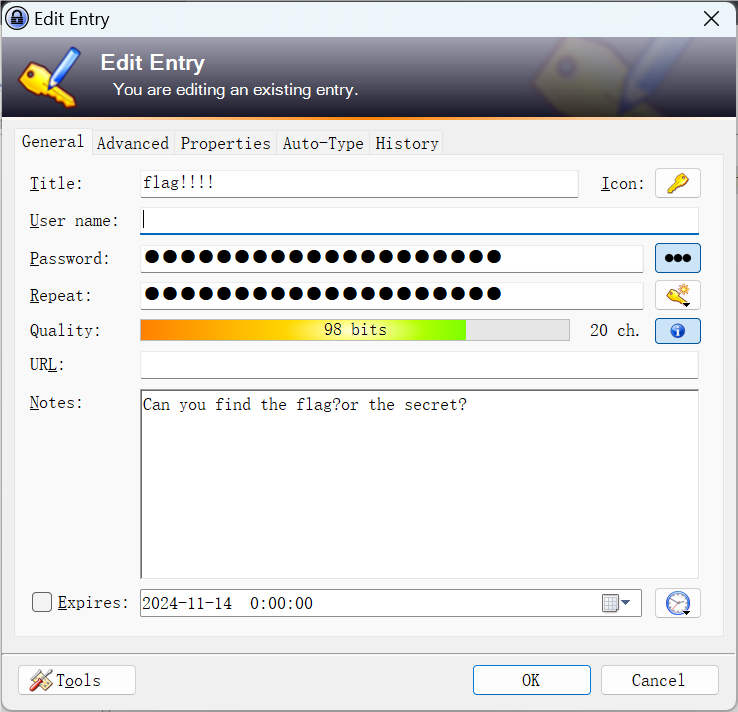 Edit Entry
Edit Entry
You are editing an existing entry.
General Advanced Properties Auto-Type History
Title: flag!!!! Icon:
User name:
Password: ●●●●●●●●●●●●●●●●●●●● ●●●
Repeat: ●●●●●●●●●●●●●●●●●●●●
Quality: 98 bits 20 ch.
URL:
Notes: Can you find the flag?or the secret?
Expires: 2024-11-14 0:00:00
Tools OK Cancel